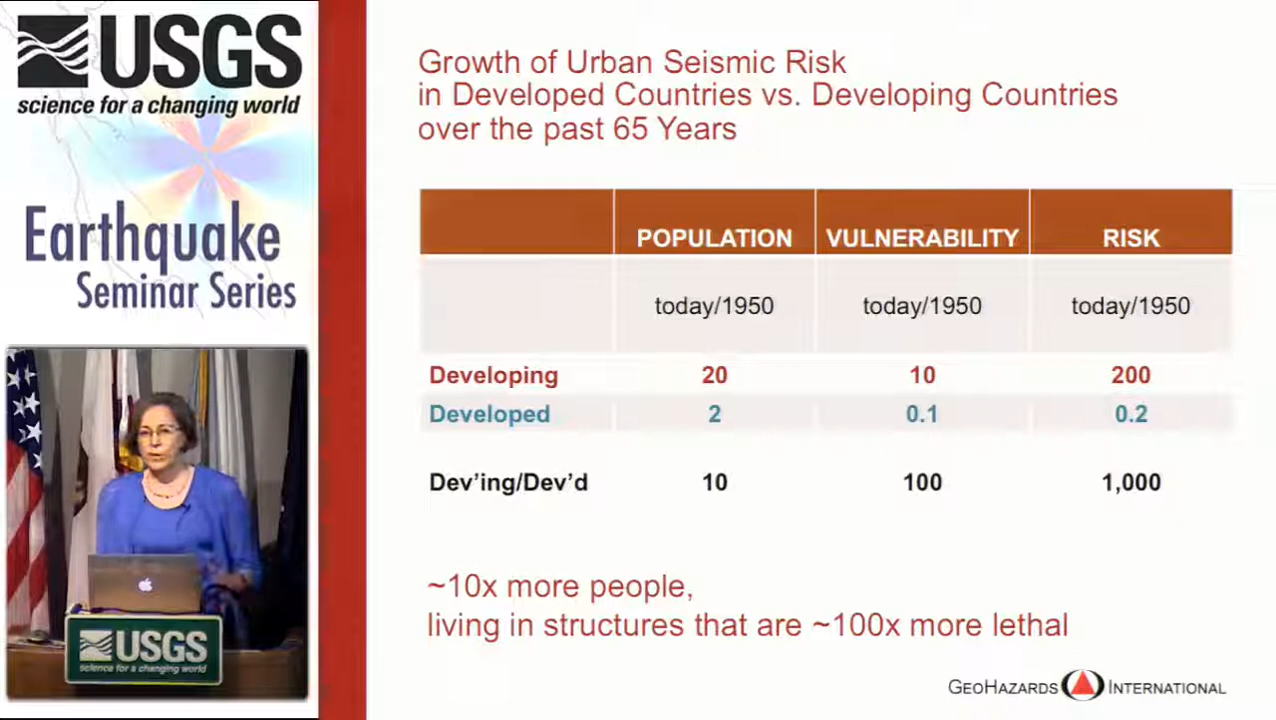 USGS
science for a changing world
Earthquake
Seminar Series
USGS
science for a changing world
Growth of Urban Seismic Risk
in Developed Countries vs. Developing Countries
over the past 65 Years
POPULATION VULNERABILITY RISK
today/1950 today/1950 today/1950
Developing 20 10 200
Developed 2 0.1 0.2
Dev'ing/Dev'd 10 100 1,000
~10x more people,
living in structures that are ~100x more lethal
GEOHAZARDS INTERNATIONAL